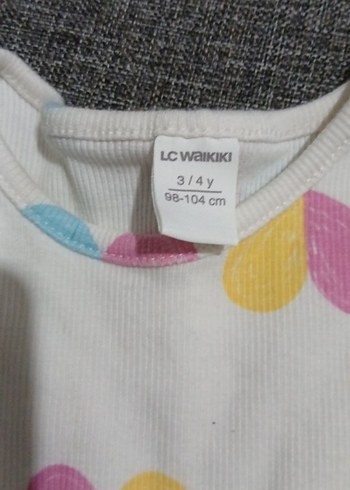 LC WAIKIKI
3 / 4 y
98-104 cm